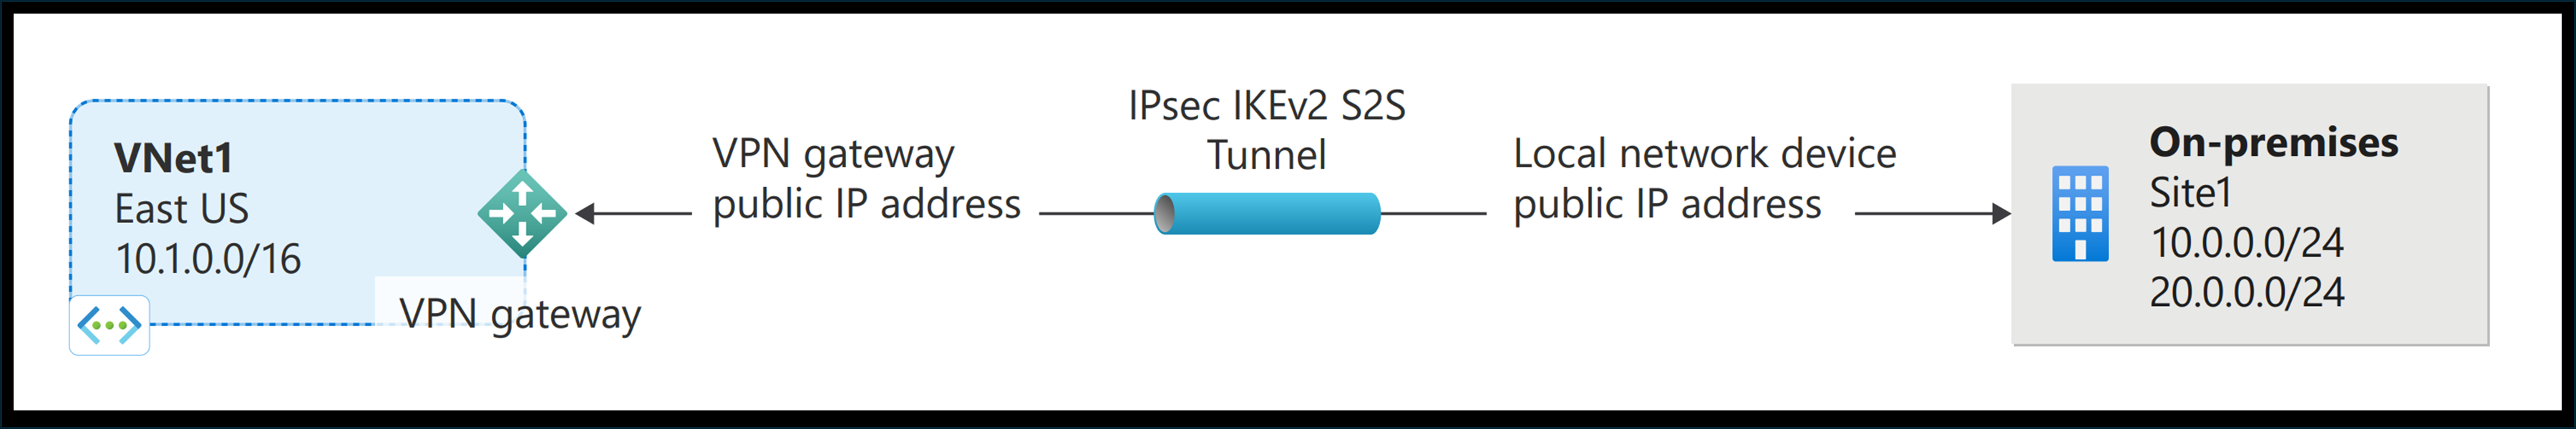 VNet1
East US
10.1.0.0/16
VPN gateway
VPN gateway
public IP address
IPsec IKEv2 S2S
Tunnel
Local network device
public IP address
On-premises
Site1
10.0.0.0/24
20.0.0.0/24